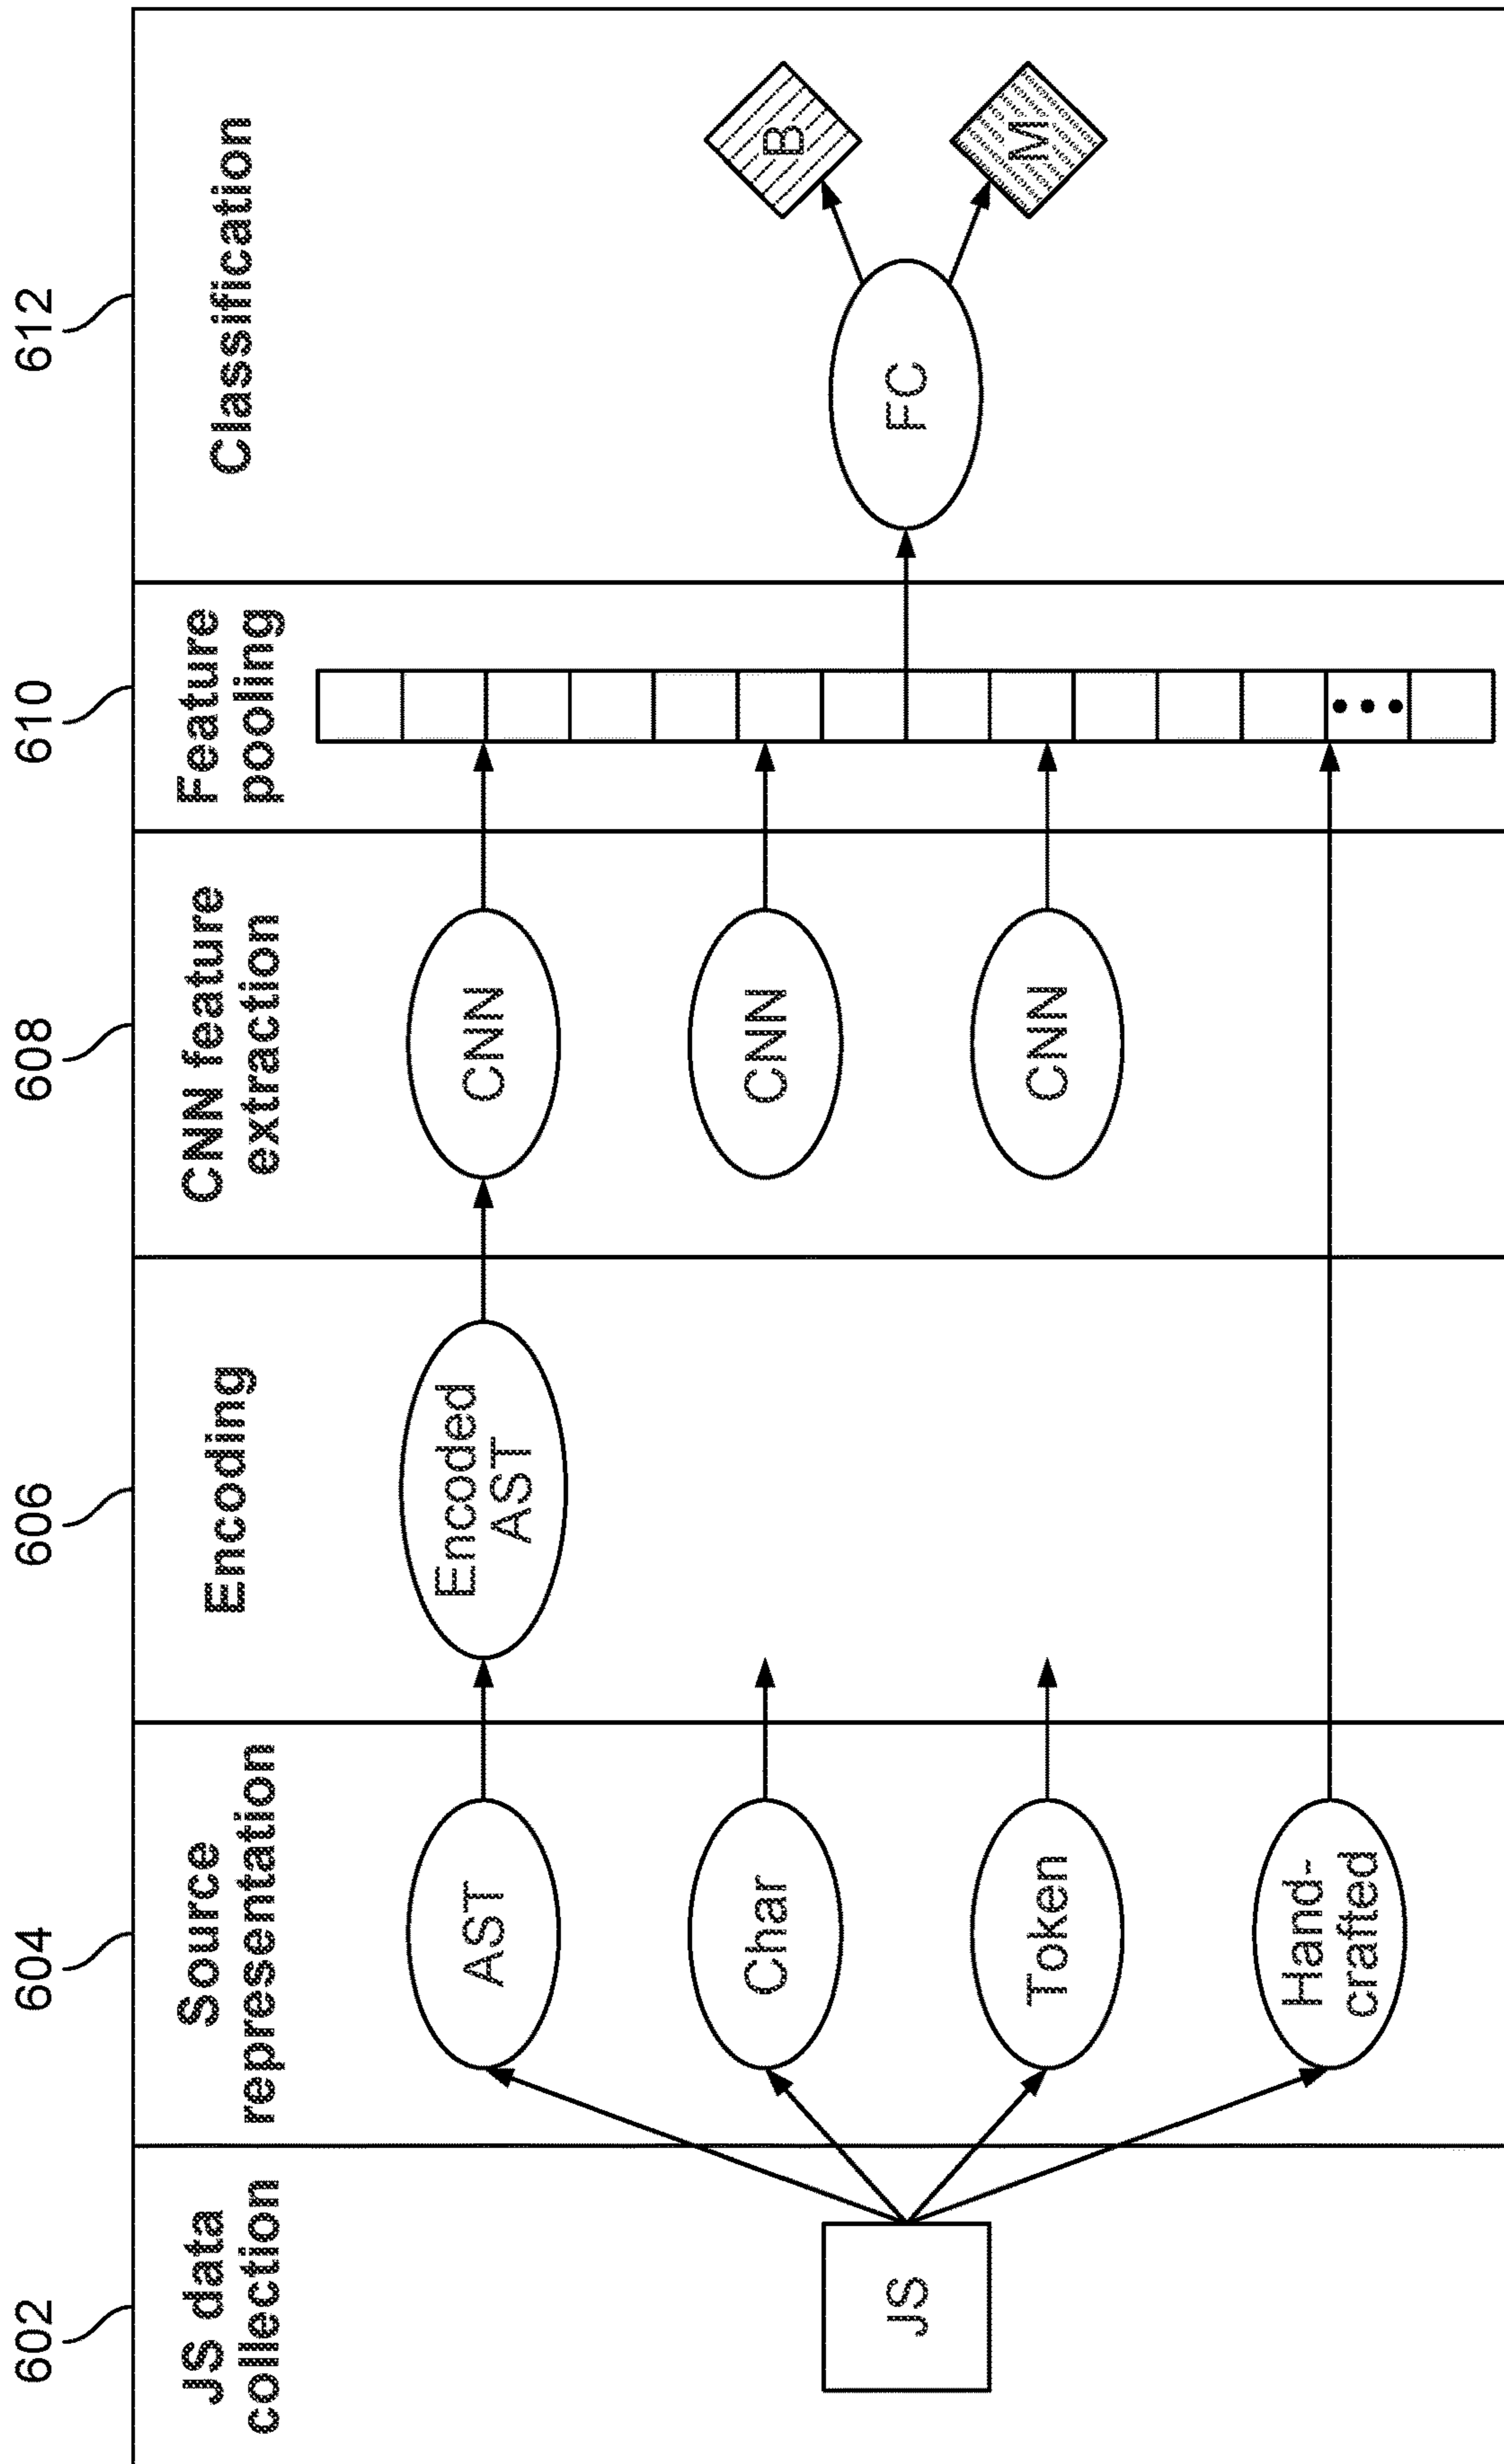 602
604
606
608
610
612
JS data
collection
Source
representation
Encoding
CNN feature
extraction
Feature
pooling
Classification
JS
AST
Char
Token
Hand-
crafted
Encoded
AST
CNN
CNN
CNN
FC
B
M